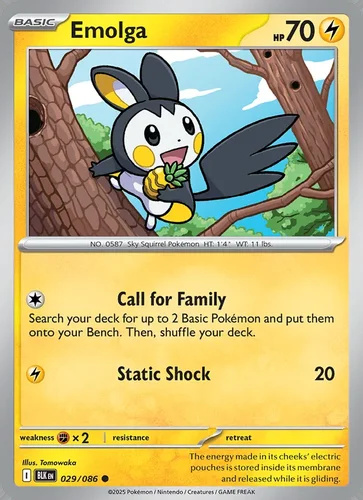 BASIC Emolga HP 70
NO. 0587 Sky Squirrel Pokémon HT: 1'4" WT: 11 lbs.
Call for Family
Search your deck for up to 2 Basic Pokémon and put them
onto your Bench. Then, shuffle your deck.
Static Shock 20
weakness ×2 resistance retreat
Illus. Tomowaka
I BLK EN 029/086
The energy made in its cheeks' electric
pouches is stored inside its membrane
and released while it is gliding.
©2025 Pokémon / Nintendo / Creatures / GAME FREAK